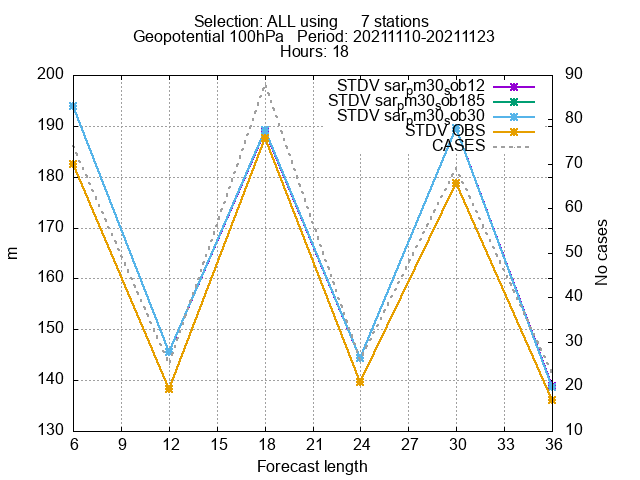 Selection: ALL using 7 stations
Geopotential 100hPa Period: 20211110-20211123
Hours: 18
200 90
STDV sar_pm30_sob12
STDV sar_pm30_sob185
STDV sar_pm30_sob30
STDV OBS
CASES
190 80
180 70
170 60
160 50
150 40
140 30
130 20
10
m
No cases
6 9 12 15 18 21 24 27 30 33 36
Forecast length